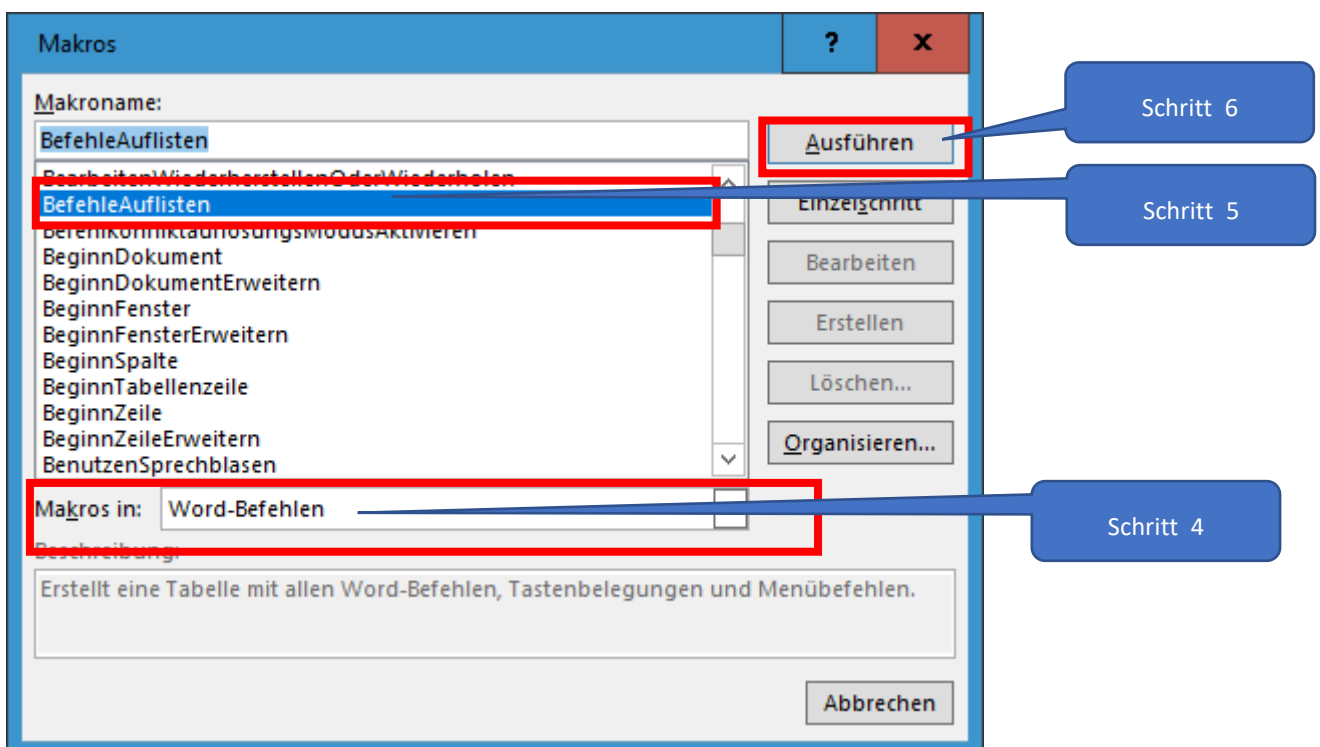 Makros
?
x
Makroname:
BefehleAuflisten
Ausführen
Schritt 6
BearbeitenWiederherstellenOderWiederholen
BefehleAuflisten
Einzelschritt
Schritt 5
BefehlKonfliktauflösungsModusAktivieren
BeginnDokument
Bearbeiten
BeginnDokumentErweitern
BeginnFenster
Erstellen
BeginnFensterErweitern
BeginnSpalte
BeginnTabellenzeile
Löschen...
BeginnZeile
BeginnZeileErweitern
Organisieren...
BenutzenSprechblasen
Makros in: Word-Befehlen
Schritt 4
Beschreibung:
Erstellt eine Tabelle mit allen Word-Befehlen, Tastenbelegungen und Menübefehlen.
Abbrechen